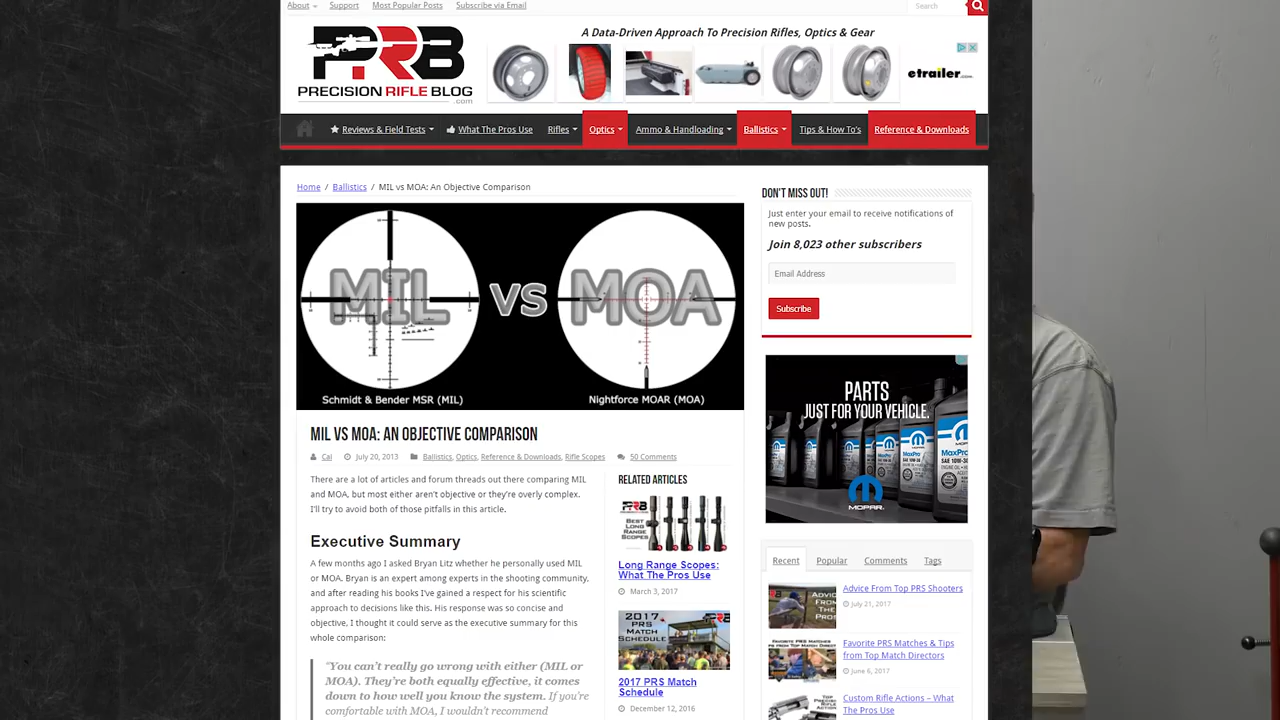 About
Support
Most Popular Posts
Subscribe via Email
Search
PRB
PRECISION RIFLE BLOG
.com
A Data-Driven Approach To Precision Rifles, Optics & Gear
etrailer.com
Reviews & Field Tests
What The Pros Use
Rifles
Optics
Ammo & Handloading
Ballistics
Tips & How To's
Reference & Downloads
Home / Ballistics / MIL vs MOA: An Objective Comparison
MIL VS MOA
Schmidt & Bender MSR (MIL)
Nightforce MOAR (MOA)
MIL VS MOA: AN OBJECTIVE COMPARISON
Cal
July 20, 2013
Ballistics, Optics, Reference & Downloads, Rifle Scopes
50 Comments
There are a lot of articles and forum threads out there comparing MIL
and MOA, but most either aren't objective or they're overly complex.
I'll try to avoid both of those pitfalls in this article.
Executive Summary
A few months ago I asked Bryan Litz whether he personally used MIL
or MOA. Bryan is an expert among experts in the shooting community,
and after reading his books I've gained a respect for his scientific
approach to decisions like this. His response was so concise and
objective, I thought it could serve as the executive summary for this
whole comparison:
"You can't really go wrong with either (MIL or
MOA). They're both equally effective, it comes
down to how well you know the system. If you're
comfortable with MOA, I wouldn't recommend
RELATED ARTICLES
PRB
BEST
LONG
RANGE
SCOPES
Long Range Scopes:
What The Pros Use
March 3, 2017
2017
PRS
MATCH
SCHEDULE
2017 PRS Match
Schedule
December 12, 2016
DON'T MISS OUT!
Just enter your email to receive notifications of
new posts.
Join 8,023 other subscribers
Email Address
Subscribe
PARTS
JUST FOR YOUR VEHICLE.
MaxPro
SAE 10W-30
MOPAR
Recent
Popular
Comments
Tags
Advice From Top PRS Shooters
July 21, 2017
Favorite PRS Matches & Tips
from Top Match Directors
June 6, 2017
Custom Rifle Actions – What
The Pros Use